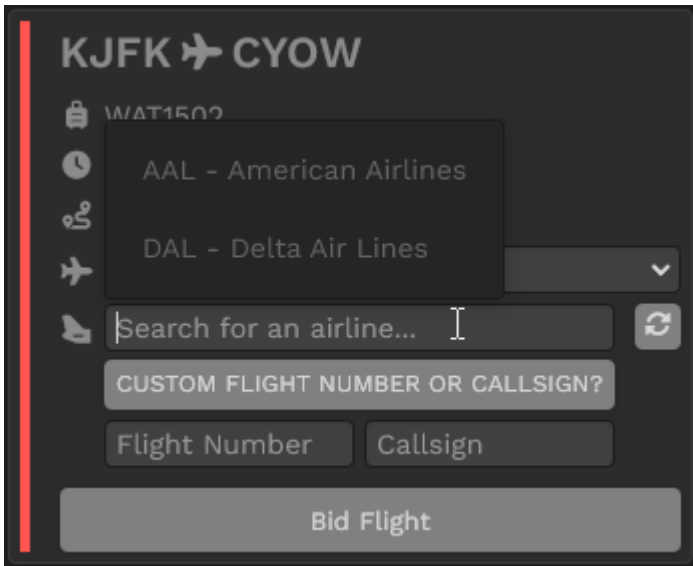 KJFK CYOW
WAT1502
AAL - American Airlines
DAL - Delta Air Lines
Search for an airline...
CUSTOM FLIGHT NUMBER OR CALLSIGN?
Flight Number
Callsign
Bid Flight